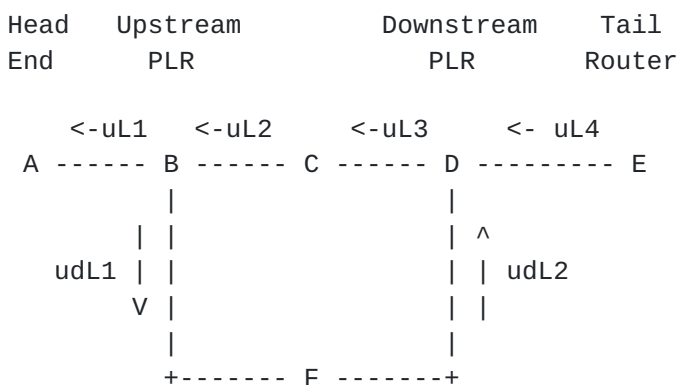 Head   Upstream         Downstream    Tail
End      PLR               PLR       Router

    <-uL1   <-uL2       <-uL3     <- uL4
 A ------ B ------ C ------ D --------- E
          |                 |
        | |                 | ^
   udL1 | |                 | | udL2
        V |                 | |
          |                 |
          +------- F -------+